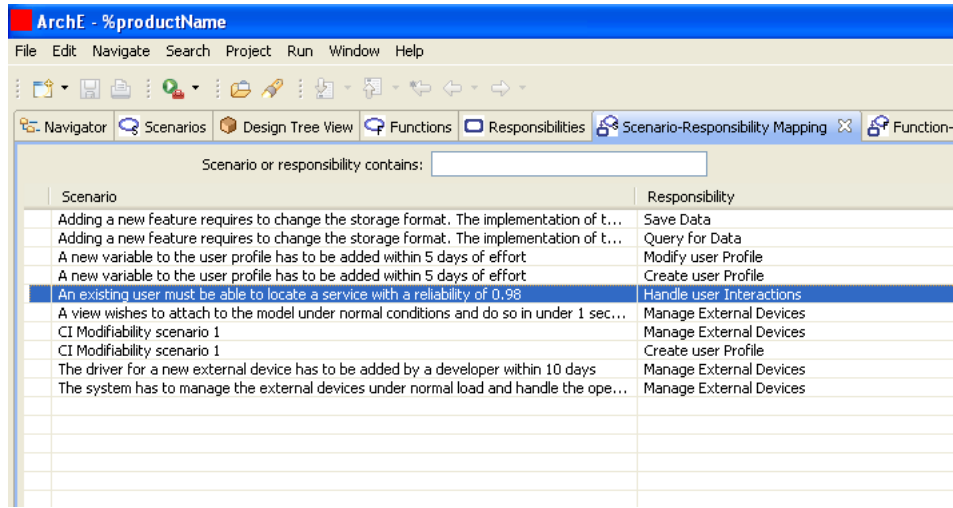 ArchE - %productName
File Edit Navigate Search Project Run Window Help
Navigator Scenarios Design Tree View Functions Responsibilities Scenario-Responsibility Mapping Function-
Scenario or responsibility contains:
Scenario Responsibility
Adding a new feature requires to change the storage format. The implementation of t... Save Data
Adding a new feature requires to change the storage format. The implementation of t... Query for Data
A new variable to the user profile has to be added within 5 days of effort Modify user Profile
A new variable to the user profile has to be added within 5 days of effort Create user Profile
An existing user must be able to locate a service with a reliability of 0.98 Handle user Interactions
A view wishes to attach to the model under normal conditions and do so in under 1 sec... Manage External Devices
CI Modifiability scenario 1 Manage External Devices
CI Modifiability scenario 1 Create user Profile
The driver for a new external device has to be added by a developer within 10 days Manage External Devices
The system has to manage the external devices under normal load and handle the ope... Manage External Devices